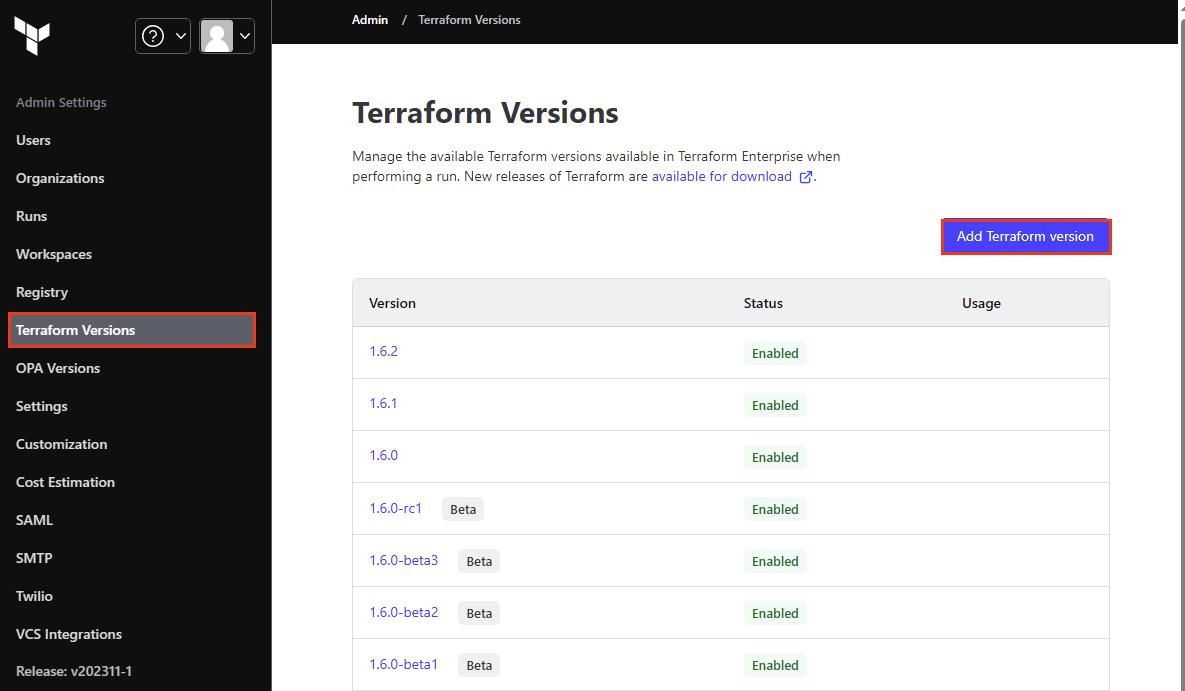 Admin / Terraform Versions
Admin Settings
Users
Organizations
Runs
Workspaces
Registry
Terraform Versions
OPA Versions
Settings
Customization
Cost Estimation
SAML
SMTP
Twilio
VCS Integrations
Release: v202311-1
Terraform Versions
Manage the available Terraform versions available in Terraform Enterprise when
performing a run. New releases of Terraform are available for download .
Add Terraform version
Version Status Usage
1.6.2 Enabled
1.6.1 Enabled
1.6.0 Enabled
1.6.0-rc1 Beta Enabled
1.6.0-beta3 Beta Enabled
1.6.0-beta2 Beta Enabled
1.6.0-beta1 Beta Enabled